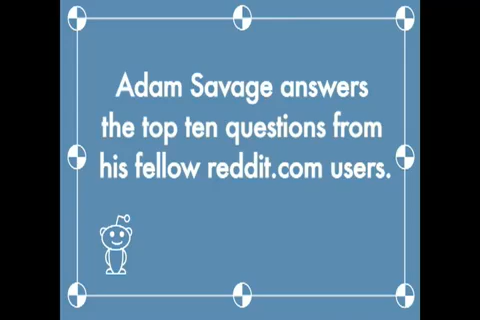 Adam Savage answers
the top ten questions from
his fellow reddit.com users.